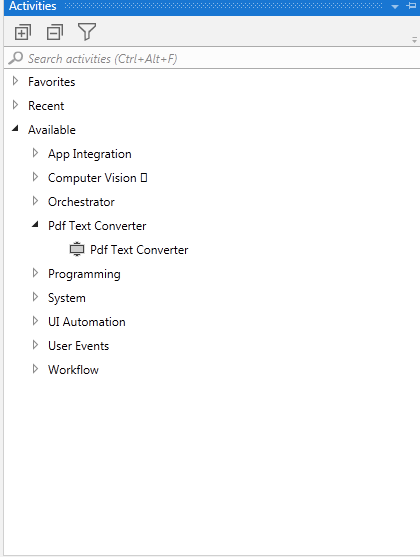 Activities
Search activities (Ctrl+Alt+F)
Favorites
Recent
Available
App Integration
Computer Vision ▯
Orchestrator
Pdf Text Converter
Pdf Text Converter
Programming
System
UI Automation
User Events
Workflow